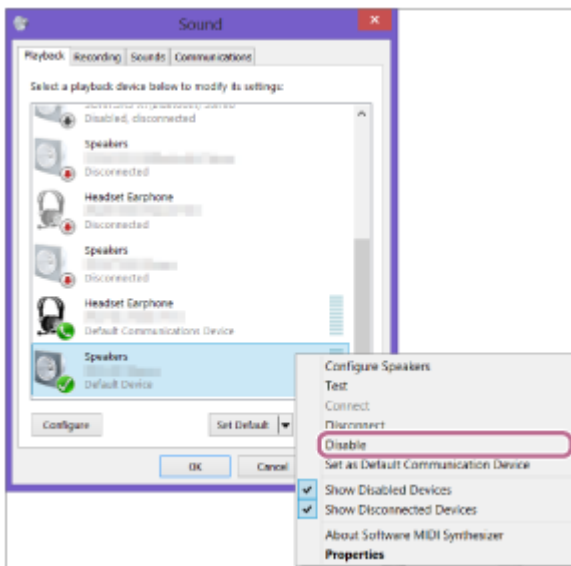 Sound
Playback Recording Sounds Communications
Select a playback device below to modify its settings:
Disabled, disconnected
Speakers
Disconnected
Headset Earphone
Disconnected
Speakers
Disconnected
Headset Earphone
Default Communications Device
Speakers
Default Device
Configure Set Default
OK Cancel
Configure Speakers
Test
Connect
Disconnect
Disable
Set as Default Communication Device
Show Disabled Devices
Show Disconnected Devices
About Software MIDI Synthesizer
Properties